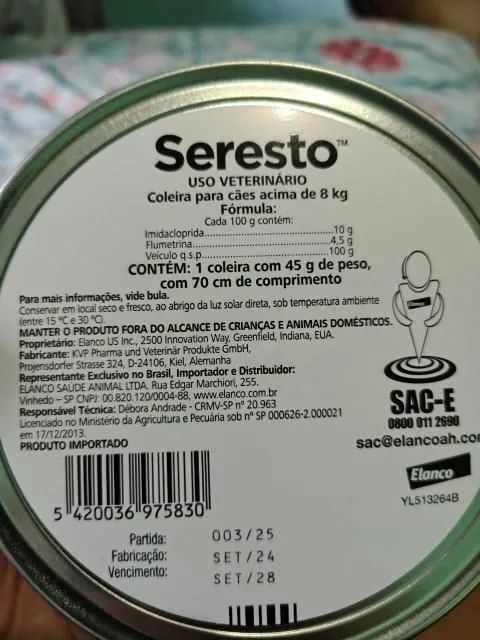 Seresto™
USO VETERINÁRIO
Coleira para cães acima de 8 kg
Fórmula:
Cada 100 g contém:
Imidacloprida..............................10 g
Flumetrina..............................4,5 g
Veículo q.s.p..............................100 g
CONTÉM: 1 coleira com 45 g de peso,
com 70 cm de comprimento
Para mais informações, vide bula.
Conservar em local seco e fresco, ao abrigo da luz solar direta, sob temperatura ambiente
(entre 15 ºC e 30 ºC).
MANTER O PRODUTO FORA DO ALCANCE DE CRIANÇAS E ANIMAIS DOMÉSTICOS.
Proprietário: Elanco US Inc., 2500 Innovation Way, Greenfield, Indiana, EUA.
Fabricante: KVP Pharma und Veterinär Produkte GmbH,
Projensdorfer Strasse 324, D-24106, Kiel, Alemanha
Representante Exclusivo no Brasil, Importador e Distribuidor:
ELANCO SAÚDE ANIMAL LTDA. Rua Edgar Marchiori, 255.
Vinhedo – SP CNPJ: 00.820.120/0004-88, www.elanco.com.br
Responsável Técnica: Débora Andrade - CRMV-SP nº 20.963
Licenciado no Ministério da Agricultura e Pecuária sob nº SP 000626-2.000021
em 17/12/2013.
PRODUTO IMPORTADO
Elanco
SAC-E
0800 011 2690
sac@elancoah.co
Elanco
YL513264B
5 420036 975830
Partida: 003/25
Fabricação: SET/24
Vencimento: SET/28